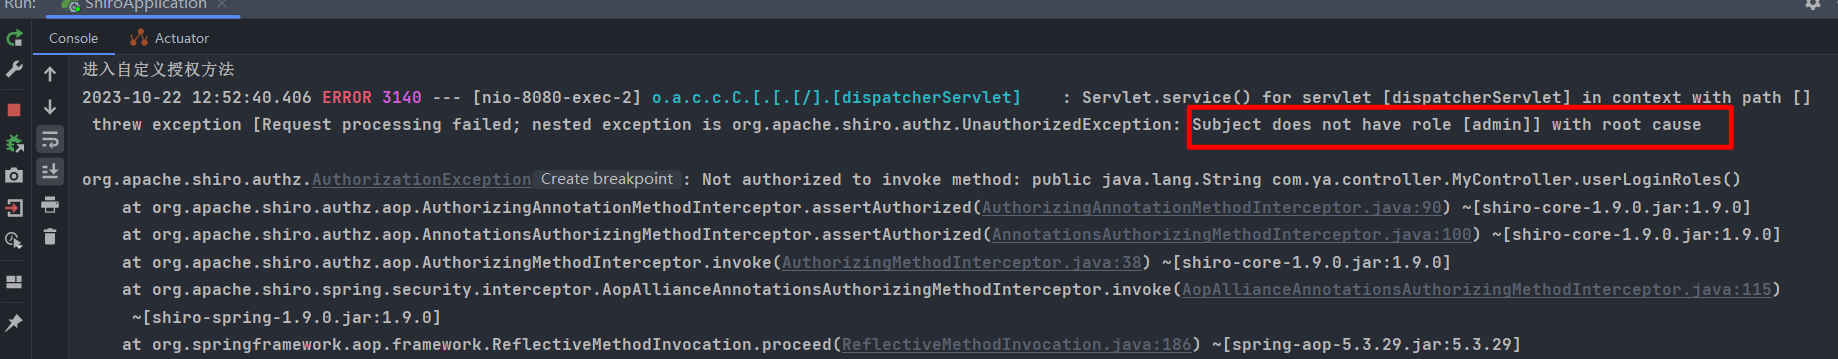 Run: ShiroApplication ×
Console Actuator
进入自定义授权方法
2023-10-22 12:52:40.406 ERROR 3140 --- [nio-8080-exec-2] o.a.c.c.C.[.[.[/].[dispatcherServlet] : Servlet.service() for servlet [dispatcherServlet] in context with path []
threw exception [Request processing failed; nested exception is org.apache.shiro.authz.UnauthorizedException: Subject does not have role [admin]] with root cause
org.apache.shiro.authz.AuthorizationException Create breakpoint : Not authorized to invoke method: public java.lang.String com.ya.controller.MyController.userLoginRoles()
at org.apache.shiro.authz.aop.AuthorizingAnnotationMethodInterceptor.assertAuthorized(AuthorizingAnnotationMethodInterceptor.java:90) ~[shiro-core-1.9.0.jar:1.9.0]
at org.apache.shiro.authz.aop.AnnotationsAuthorizingMethodInterceptor.assertAuthorized(AnnotationsAuthorizingMethodInterceptor.java:100) ~[shiro-core-1.9.0.jar:1.9.0]
at org.apache.shiro.authz.aop.AuthorizingMethodInterceptor.invoke(AuthorizingMethodInterceptor.java:38) ~[shiro-core-1.9.0.jar:1.9.0]
at org.apache.shiro.spring.security.interceptor.AopAllianceAnnotationsAuthorizingMethodInterceptor.invoke(AopAllianceAnnotationsAuthorizingMethodInterceptor.java:115)
~[shiro-spring-1.9.0.jar:1.9.0]
at org.springframework.aop.framework.ReflectiveMethodInvocation.proceed(ReflectiveMethodInvocation.java:186) ~[spring-aop-5.3.29.jar:5.3.29]